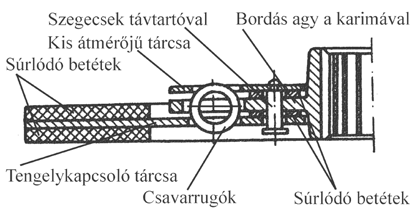 Szegecsek távtartóval
Bordás agy a karimával
Kis átmérőjű tárcsa
Súrlódó betétek
Tengelykapcsoló tárcsa
Csavarrugók
Súrlódó betétek